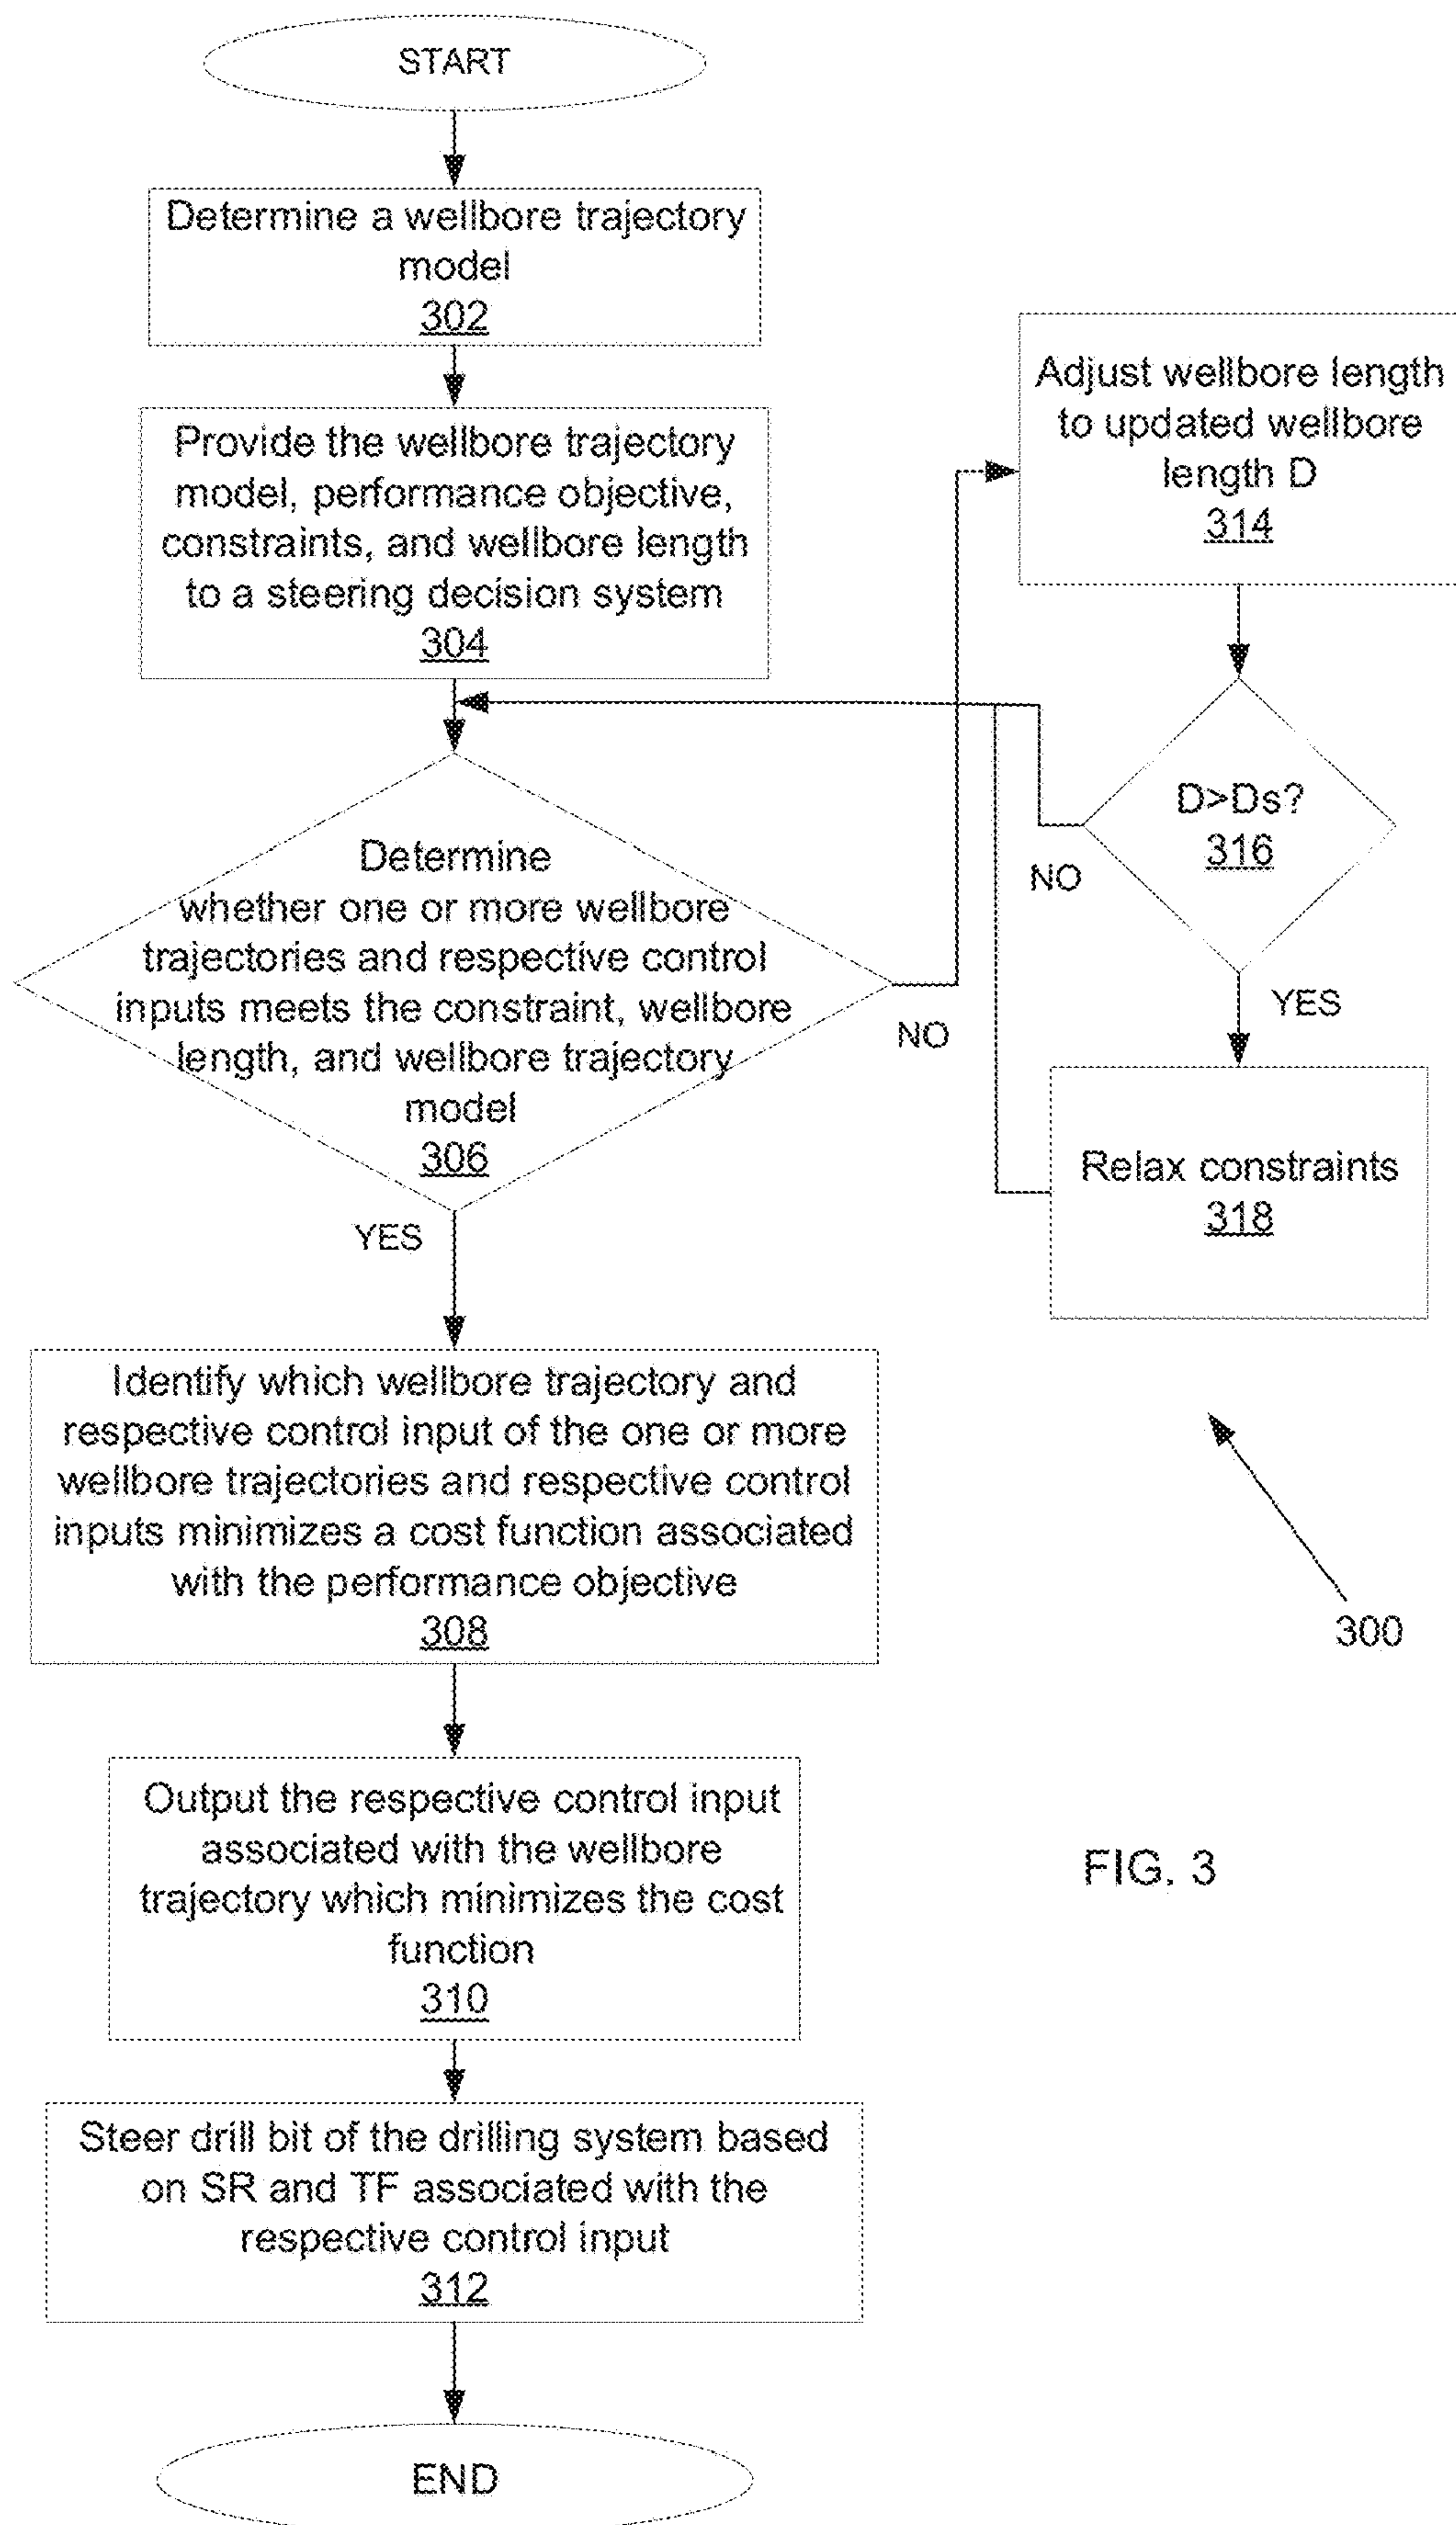 START
Determine a wellbore trajectory
model
302
Provide the wellbore trajectory
model, performance objective,
constraints, and wellbore length
to a steering decision system
304
Determine
whether one or more wellbore
trajectories and respective control
inputs meets the constraint, wellbore
length, and wellbore trajectory
model
306
NO
YES
Adjust wellbore length
to updated wellbore
length D
314
D>Ds?
316
NO
YES
Relax constraints
318
Identify which wellbore trajectory and
respective control input of the one or more
wellbore trajectories and respective control
inputs minimizes a cost function associated
with the performance objective
308
300
Output the respective control input
associated with the wellbore
trajectory which minimizes the cost
function
310
FIG. 3
Steer drill bit of the drilling system based
on SR and TF associated with the
respective control input
312
END